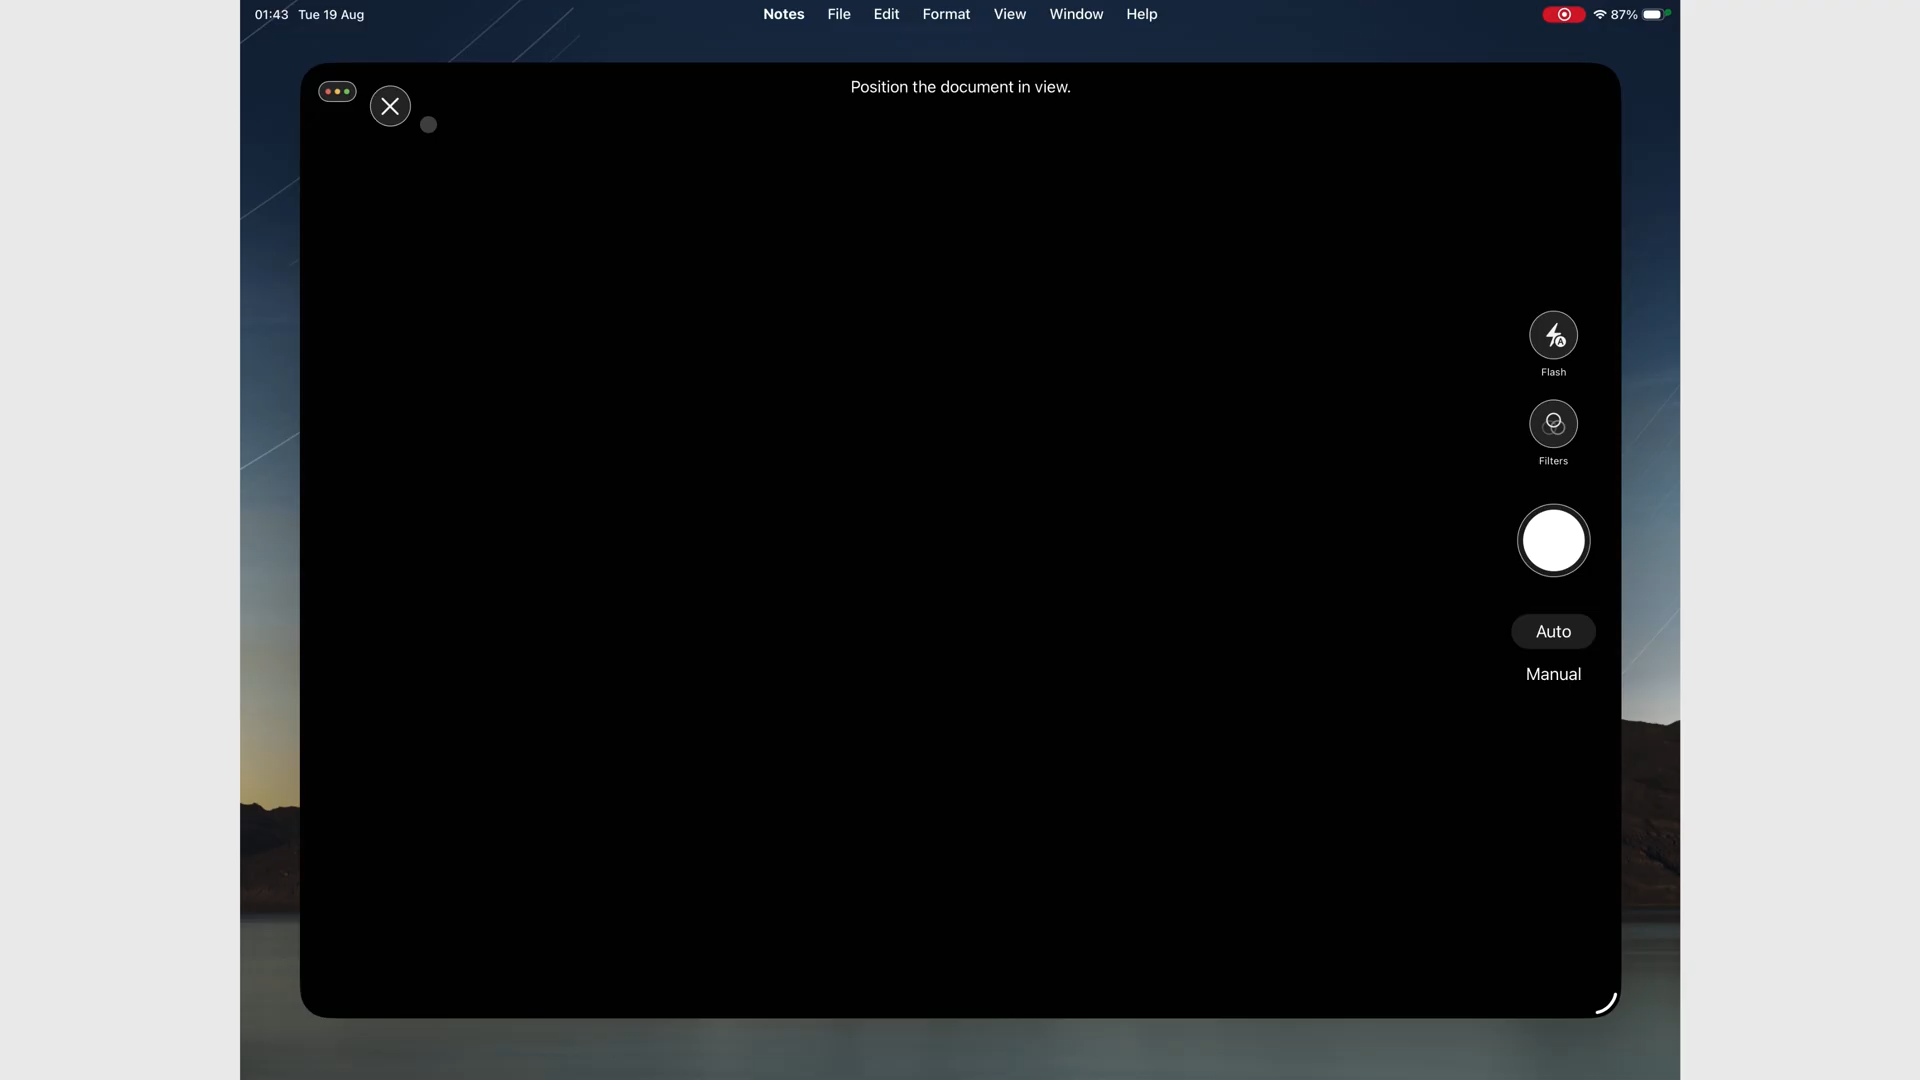 01:43 Tue 19 Aug
Notes File Edit Format View Window Help
87%
Position the document in view.
A
Flash
Filters
Auto
Manual